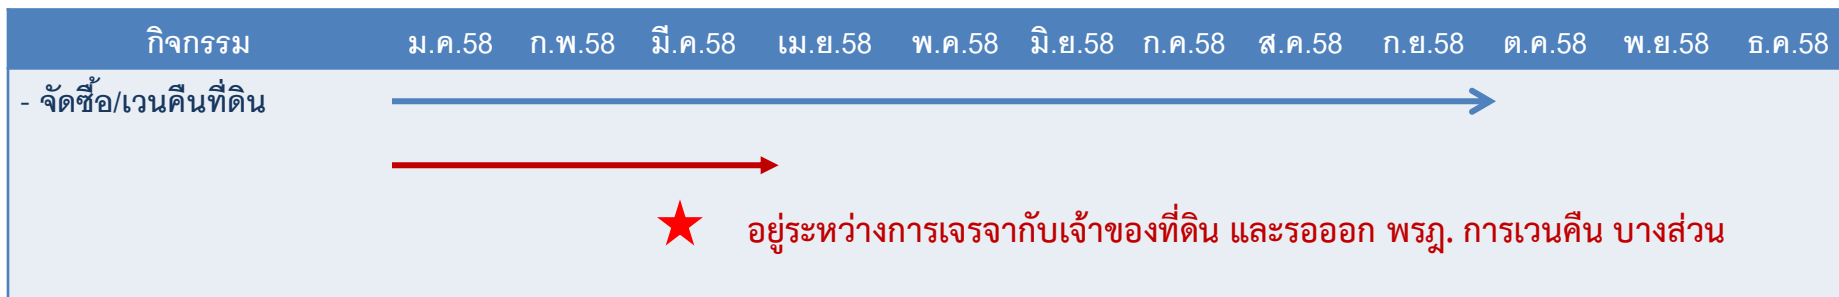 กิจกรรม ม.ค.58 ก.พ.58 มี.ค.58 เม.ย.58 พ.ค.58 มิ.ย.58 ก.ค.58 ส.ค.58 ก.ย.58 ต.ค.58 พ.ย.58 ธ.ค.58
- จัดซื้อ/เวนคืนที่ดิน
อยู่ระหว่างการเจรจากับเจ้าของที่ดิน และรอออก พรฎ. การเวนคืน บางส่วน